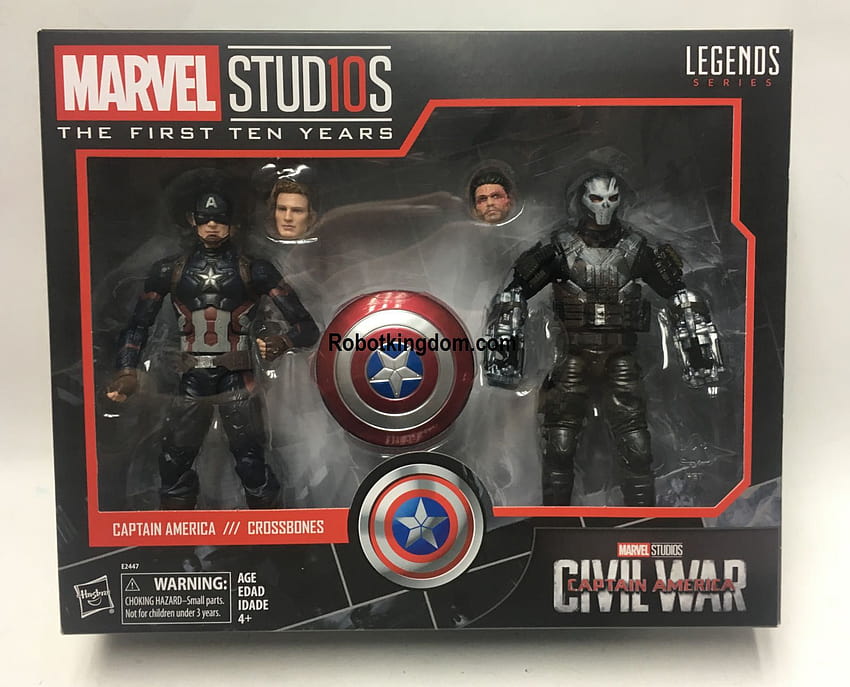 MARVEL STUD10S
THE FIRST TEN YEARS
LEGENDS
SERIES
A
Robotkingdom.com
CAPTAIN AMERICA /// CROSSBONES
E2447
Hasbro
®
WARNING:
CHOKING HAZARD–Small parts.
Not for children under 3 years.
AGE
EDAD
IDADE
4+
MARVEL STUDIOS
CAPTAIN AMERICA
CIVIL WAR